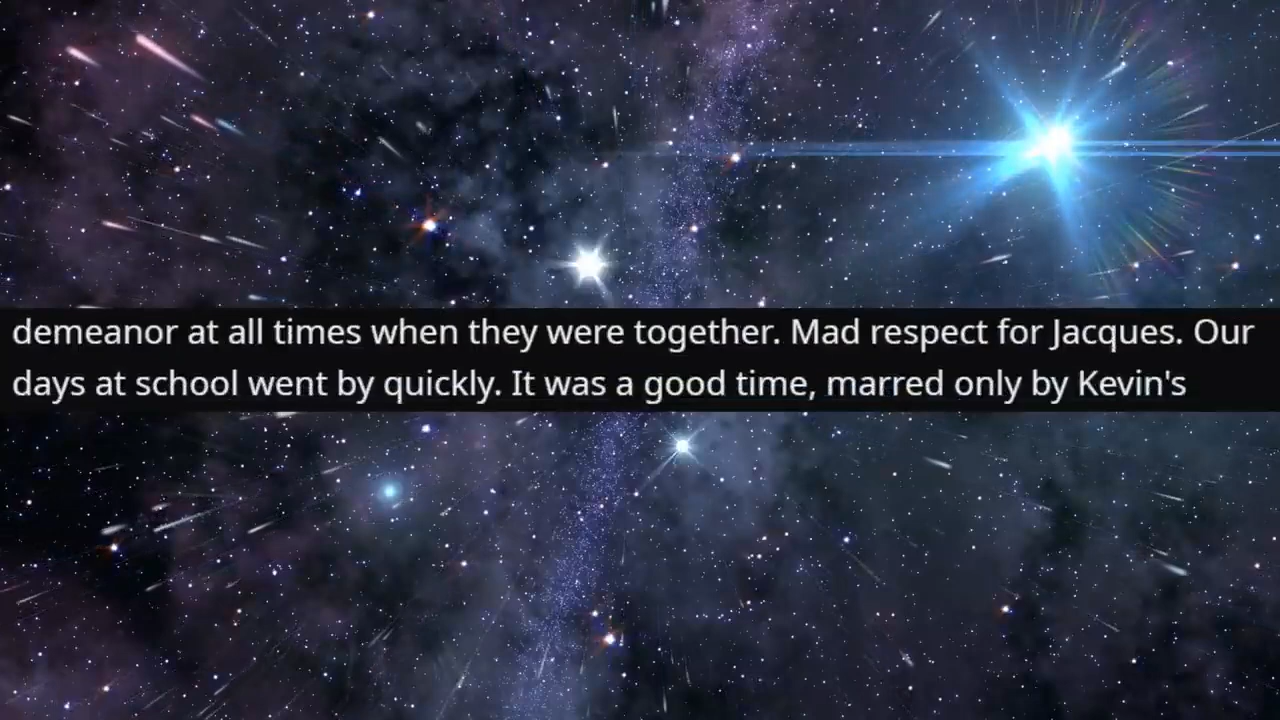 demeanor at all times when they were together. Mad respect for Jacques. Our
days at school went by quickly. It was a good time, marred only by Kevin's